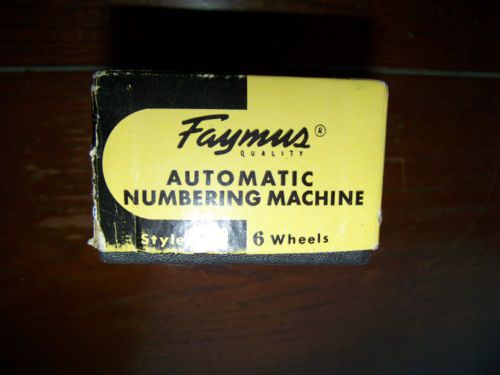 Faymus®
QUALITY
AUTOMATIC
NUMBERING MACHINE
Style 6 Wheels